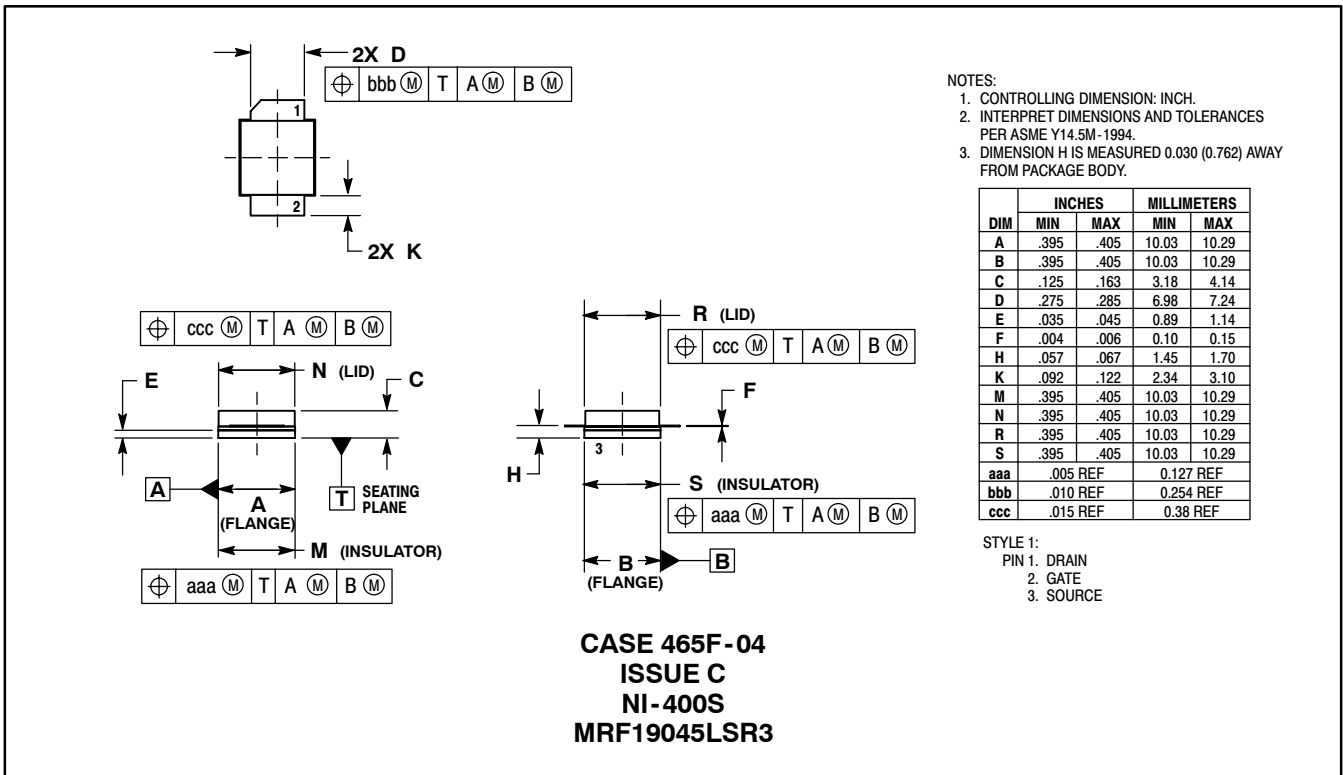 2X D
⌖ bbb Ⓜ T A Ⓜ B Ⓜ
1
2
2X K
⌖ ccc Ⓜ T A Ⓜ B Ⓜ
N (LID)
E
C
A
A
(FLANGE)
T SEATING
PLANE
M (INSULATOR)
⌖ aaa Ⓜ T A Ⓜ B Ⓜ
R (LID)
⌖ ccc Ⓜ T A Ⓜ B Ⓜ
F
3
H
S (INSULATOR)
⌖ aaa Ⓜ T A Ⓜ B Ⓜ
B
(FLANGE)
B
NOTES:
1. CONTROLLING DIMENSION: INCH.
2. INTERPRET DIMENSIONS AND TOLERANCES
PER ASME Y14.5M-1994.
3. DIMENSION H IS MEASURED 0.030 (0.762) AWAY
FROM PACKAGE BODY.
INCHES MILLIMETERS
DIM MIN MAX MIN MAX
A .395 .405 10.03 10.29
B .395 .405 10.03 10.29
C .125 .163 3.18 4.14
D .275 .285 6.98 7.24
E .035 .045 0.89 1.14
F .004 .006 0.10 0.15
H .057 .067 1.45 1.70
K .092 .122 2.34 3.10
M .395 .405 10.03 10.29
N .395 .405 10.03 10.29
R .395 .405 10.03 10.29
S .395 .405 10.03 10.29
aaa .005 REF 0.127 REF
bbb .010 REF 0.254 REF
ccc .015 REF 0.38 REF
STYLE 1:
PIN 1. DRAIN
2. GATE
3. SOURCE
CASE 465F-04
ISSUE C
NI-400S
MRF19045LSR3